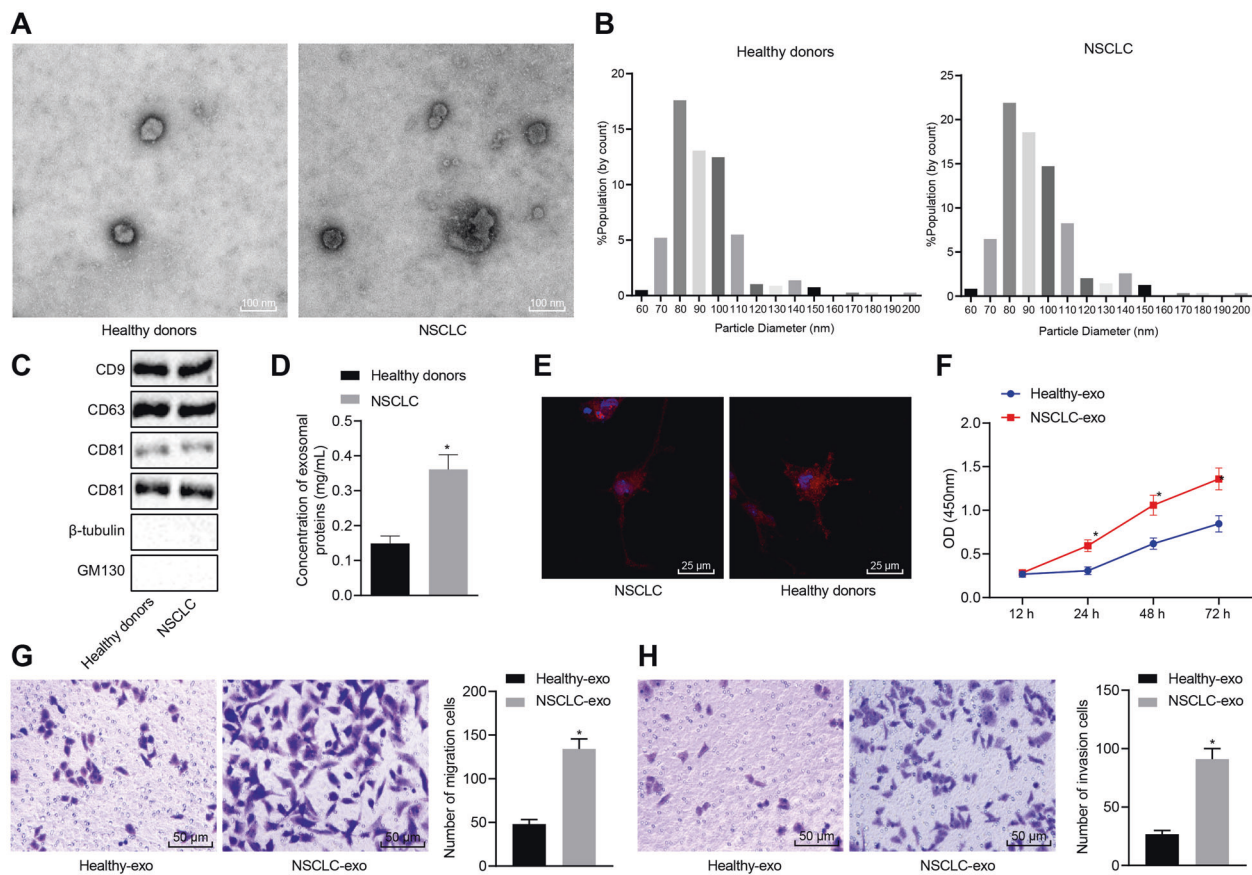 A
100 nm
Healthy donors
100 nm
NSCLC
B
Healthy donors
%Population (by count)
20
15
10
5
0
60 70 80 90 100 110 120 130 140 150 160 170 180 190 200
Particle Diameter (nm)
NSCLC
%Population (by count)
25
20
15
10
5
0
60 70 80 90 100 110 120 130 140 150 160 170 180 190 200
Particle Diameter (nm)
C
CD9
CD63
CD81
CD81
β-tubulin
GM130
Healthy donors
NSCLC
D
Healthy donors
NSCLC
Concentration of exosomal
proteins (mg/mL)
0.6
0.4
0.2
0.0
*
E
25 µm
NSCLC
25 µm
Healthy donors
F
Healthy-exo
NSCLC-exo
OD (450nm)
2.0
1.5
1.0
0.5
0.0
*
*
*
12 h 24 h 48 h 72 h
G
50 µm
Healthy-exo
50 µm
NSCLC-exo
Healthy-exo
NSCLC-exo
Number of migration cells
200
150
100
50
0
*
H
50 µm
Healthy-exo
50 µm
NSCLC-exo
Healthy-exo
NSCLC-exo
Number of invasion cells
150
100
50
0
*